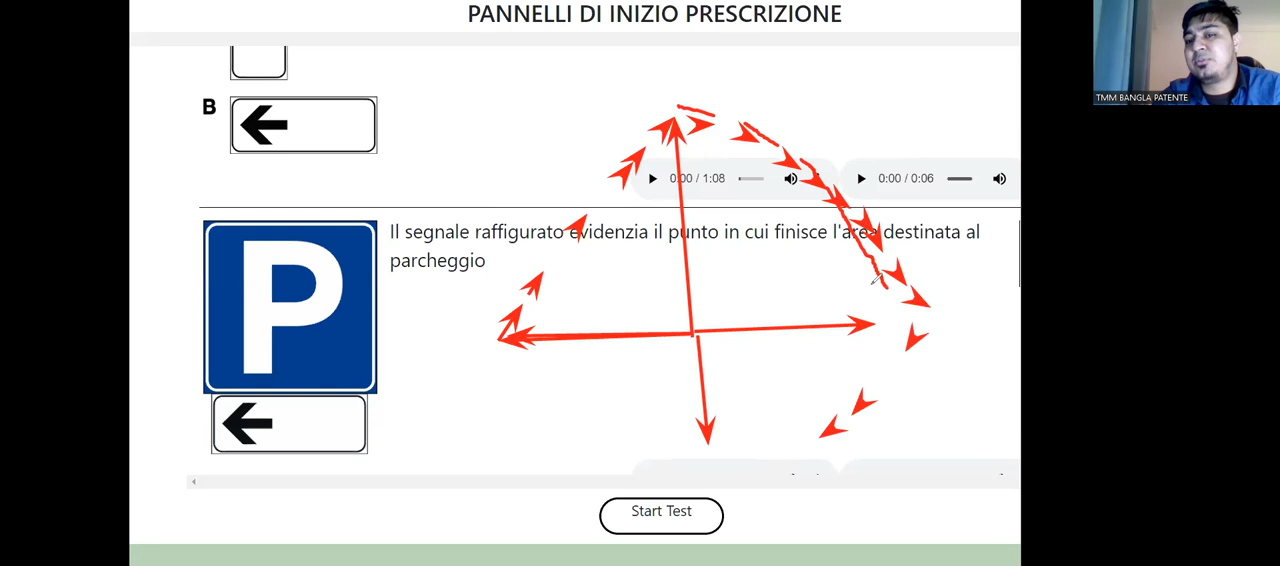 PANNELLI DI INIZIO PRESCRIZIONE
TMM BANGLA PATENTE
B
0:00 / 1:08
0:00 / 0:06
Il segnale raffigurato evidenzia il punto in cui finisce l'area destinata al
parcheggio
P
Start Test